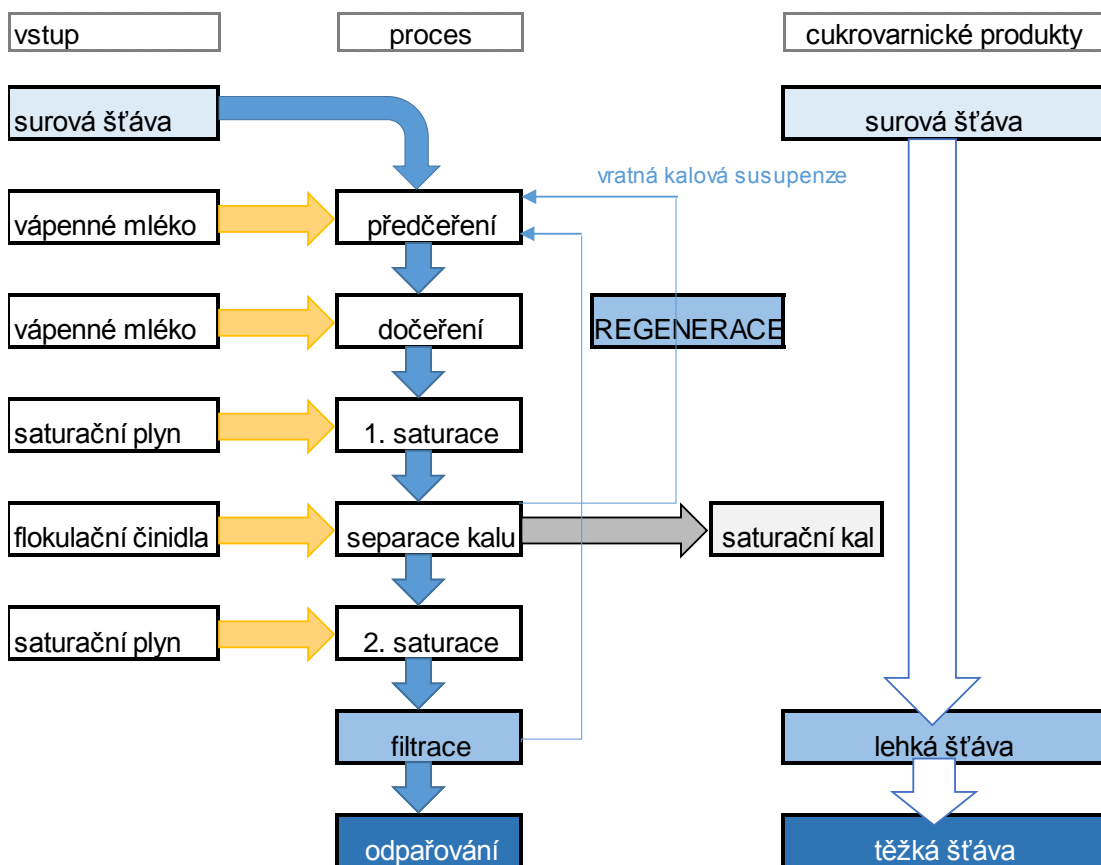 vstup
proces
cukrovarnické produkty
surová šťáva
surová šťáva
vratná kalová susupenze
vápenné mléko
předčeření
vápenné mléko
dočeření
REGENERACE
saturační plyn
1. saturace
flokulační činidla
separace kalu
saturační kal
saturační plyn
2. saturace
filtrace
lehká šťáva
odpařování
těžká šťáva